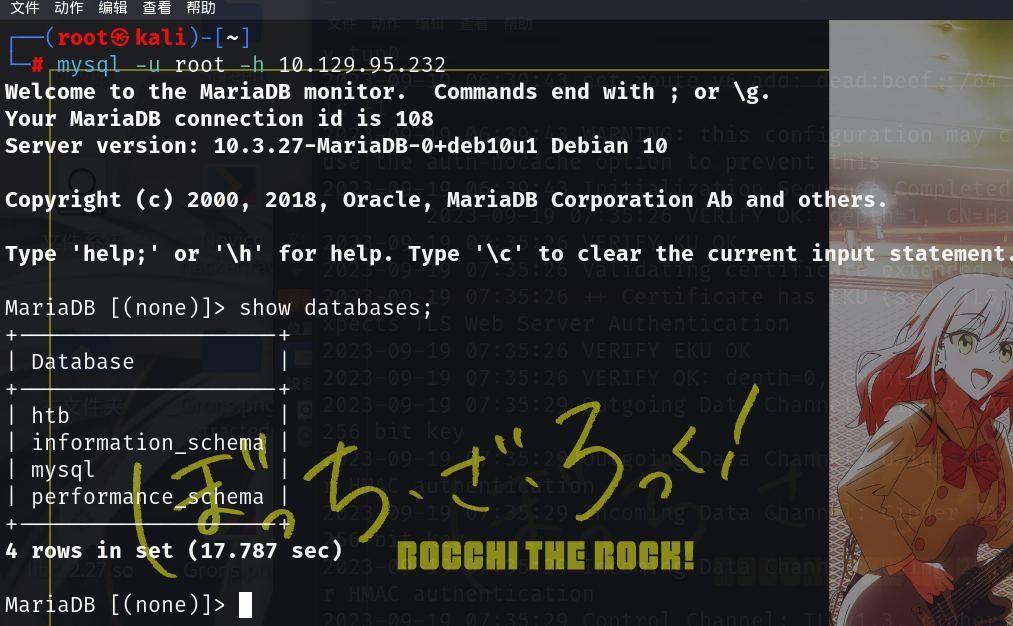 文件 动作 编辑 查看 帮助
┌──(root㉿kali)-[~]
└─# mysql -u root -h 10.129.95.232
Welcome to the MariaDB monitor.  Commands end with ; or \g.
Your MariaDB connection id is 108
Server version: 10.3.27-MariaDB-0+deb10u1 Debian 10
Copyright (c) 2000, 2018, Oracle, MariaDB Corporation Ab and others.
Type 'help;' or '\h' for help. Type '\c' to clear the current input statement.
MariaDB [(none)]> show databases;
+--------------------+
| Database           |
+--------------------+
| htb                |
| information_schema |
| mysql              |
| performance_schema |
+--------------------+
4 rows in set (17.787 sec)
MariaDB [(none)]>
ぼっち・ざ・ろっく!
BOCCHI THE ROCK!